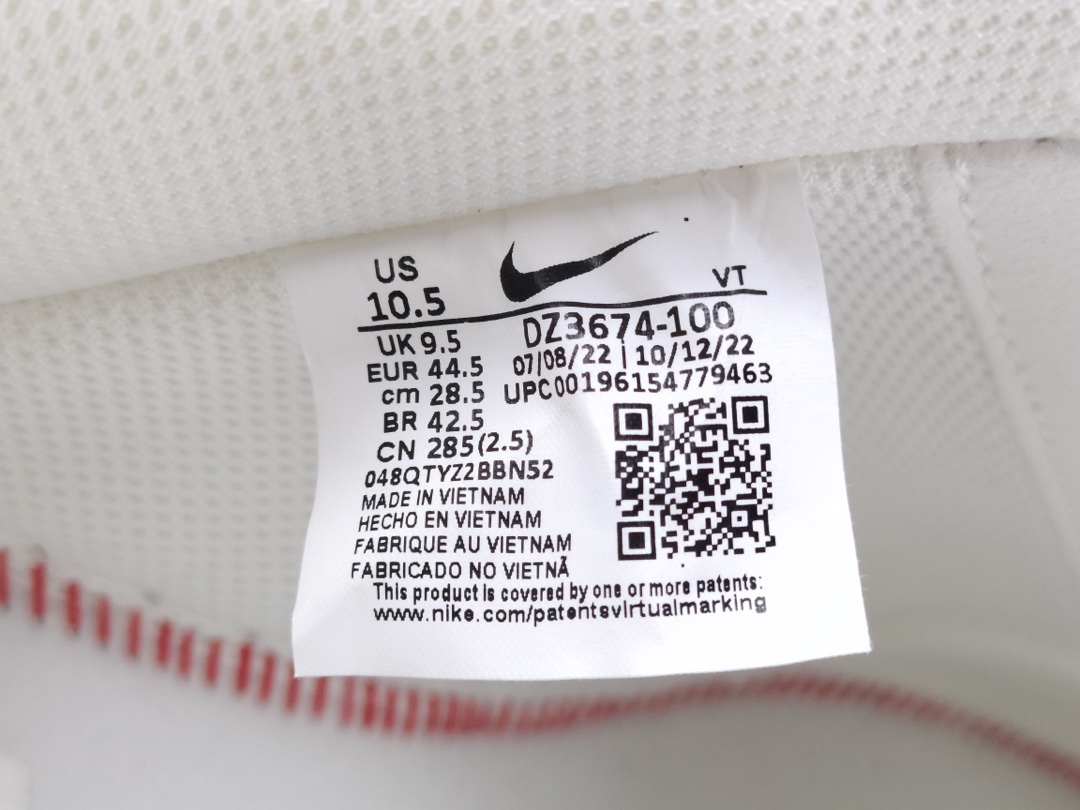 US
10.5
VT
UK 9.5
DZ3674-100
EUR 44.5
07/08/22 | 10/12/22
cm 28.5
UPC00196154779463
BR 42.5
CN 285(2.5)
048QTYZ2BBN52
MADE IN VIETNAM
HECHO EN VIETNAM
FABRIQUE AU VIETNAM
FABRICADO NO VIETNÃ
This product is covered by one or more patents:
www.nike.com/patentsvirtualmarking